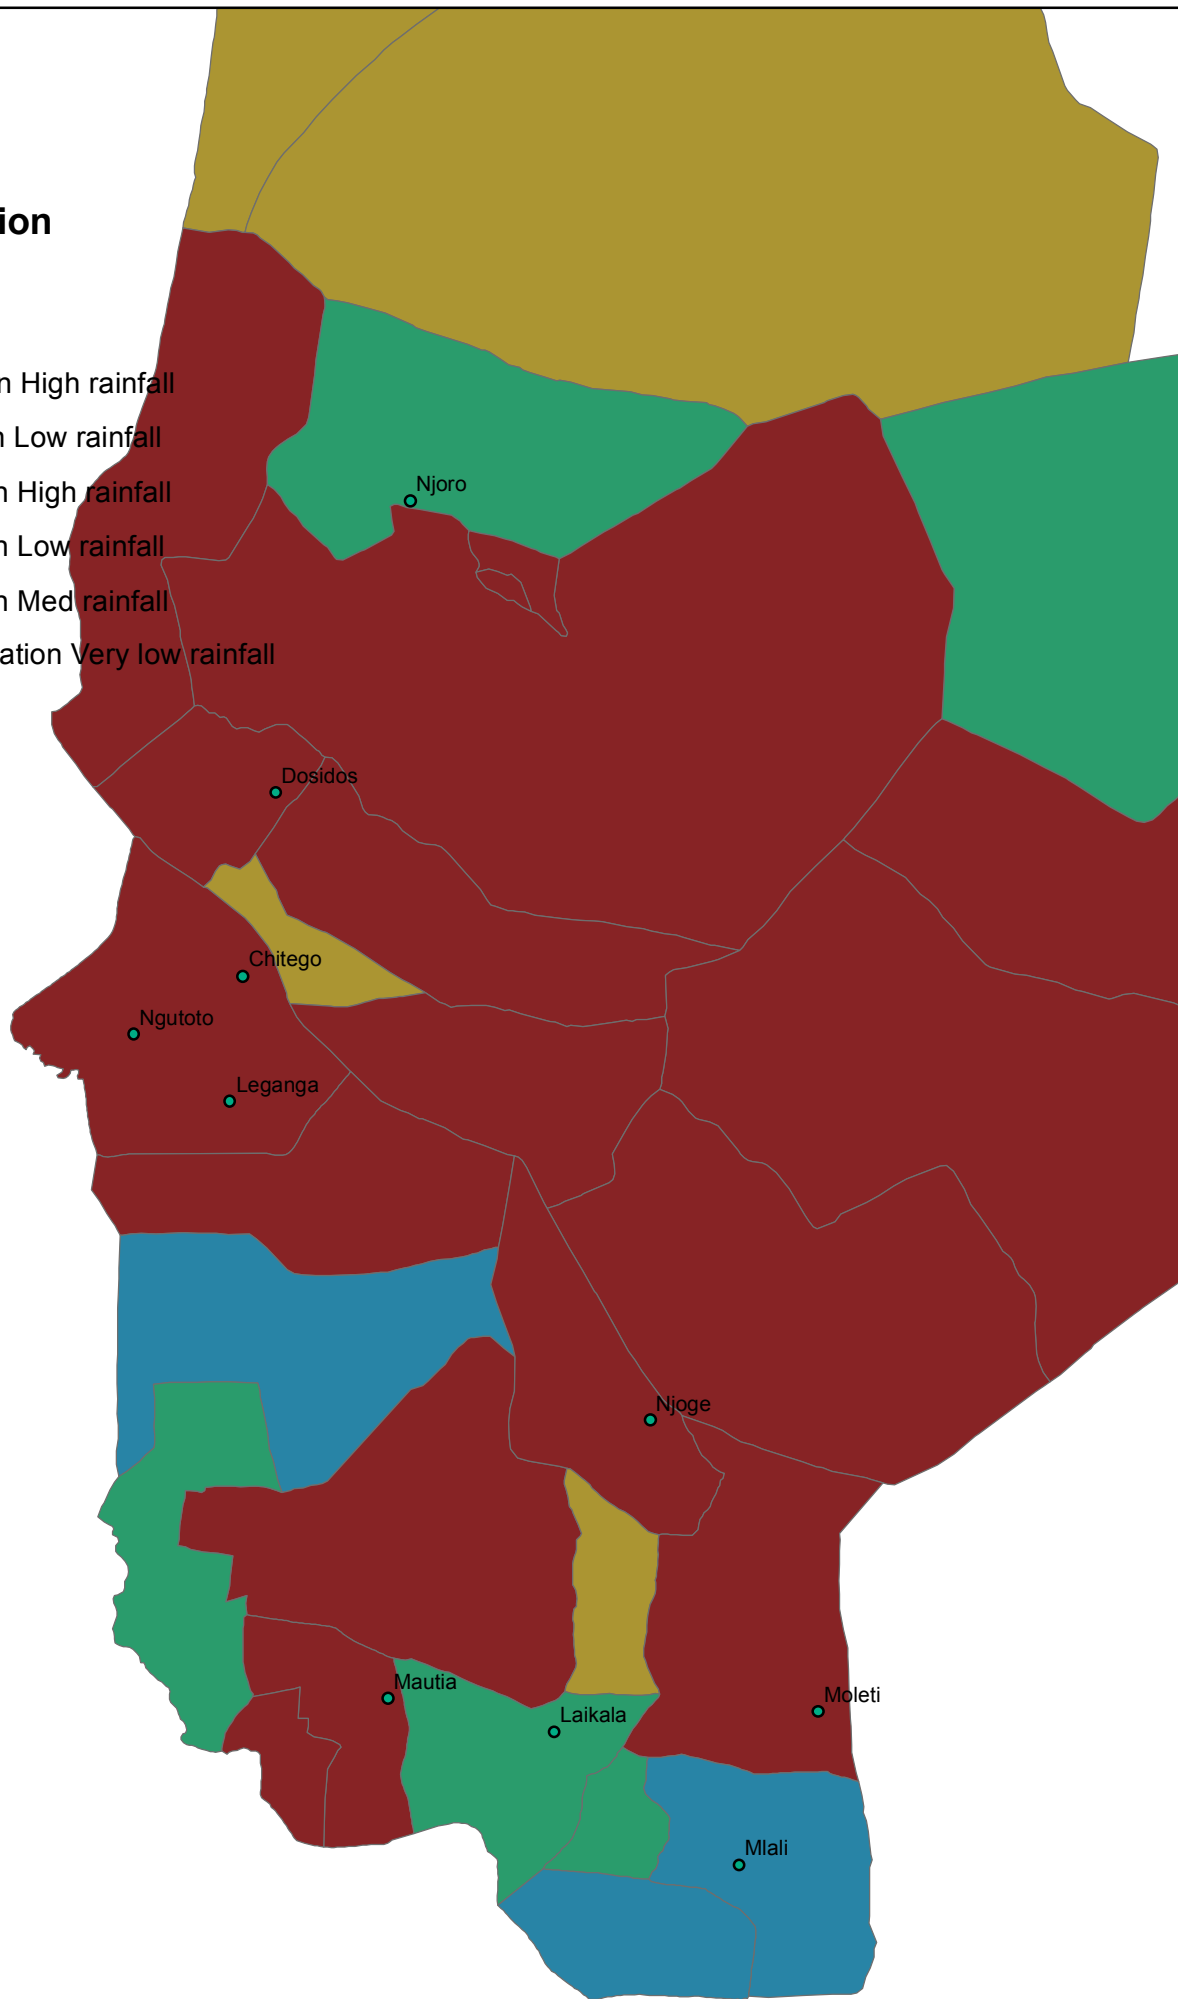 ion
n High rainfall
n Low rainfall
n High rainfall
Njoro
n Low rainfall
n Med rainfall
ation Very low rainfall
Dosidos
Chitego
Ngutoto
Leganga
Njoge
Mautia
Moleti
Laikala
Mlali